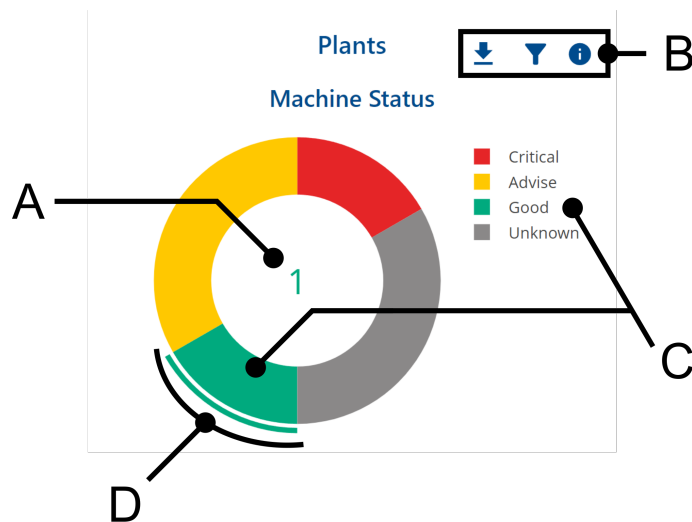 Plants
B
Machine Status
Critical
Advise
A
Good
Unknown
1
C
D